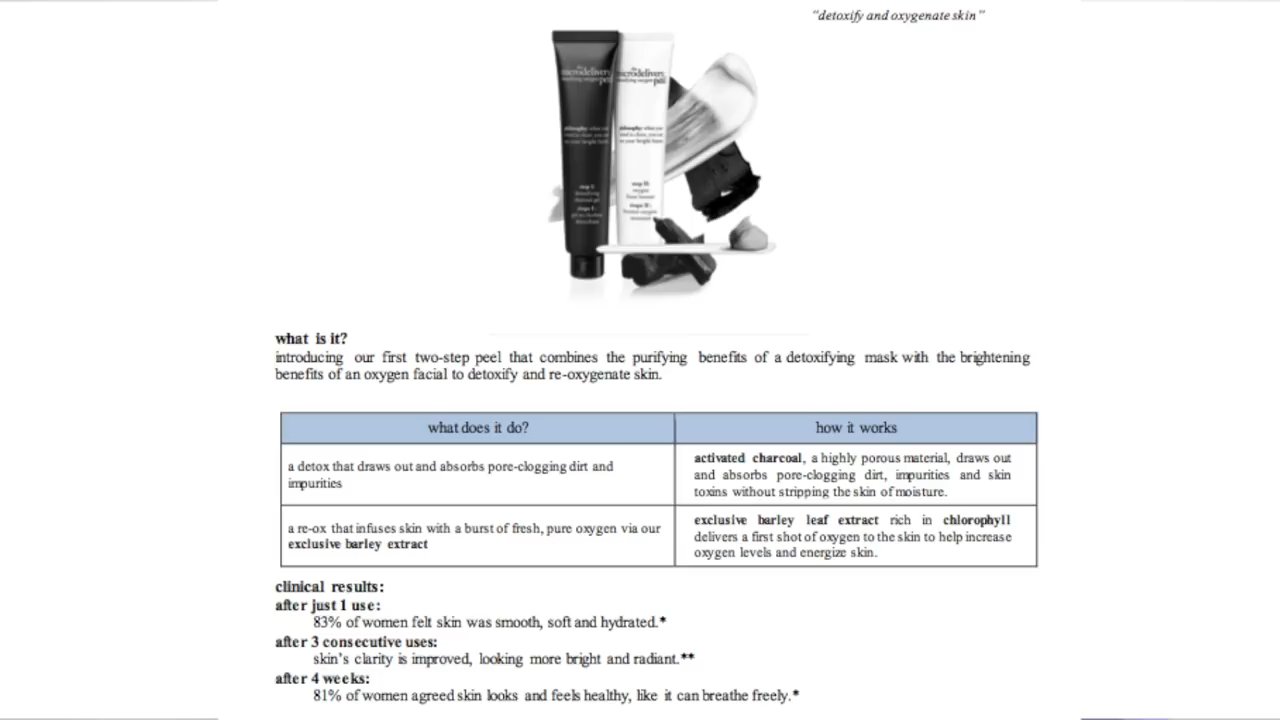 "detoxify and oxygenate skin"
the
microdelivery
peel
the
microdelivery
peel
what is it?
introducing our first two-step peel that combines the purifying benefits of a detoxifying mask with the brightening
benefits of an oxygen facial to detoxify and re-oxygenate skin.
what does it do?
how it works
a detox that draws out and absorbs pore-clogging dirt and
impurities
activated charcoal, a highly porous material, draws out
and absorbs pore-clogging dirt, impurities and skin
toxins without stripping the skin of moisture.
a re-ox that infuses skin with a burst of fresh, pure oxygen via our
exclusive barley extract
exclusive barley leaf extract rich in chlorophyll
delivers a first shot of oxygen to the skin to help increase
oxygen levels and energize skin.
clinical results:
after just 1 use:
83% of women felt skin was smooth, soft and hydrated.*
after 3 consecutive uses:
skin's clarity is improved, looking more bright and radiant.**
after 4 weeks:
81% of women agreed skin looks and feels healthy, like it can breathe freely.*